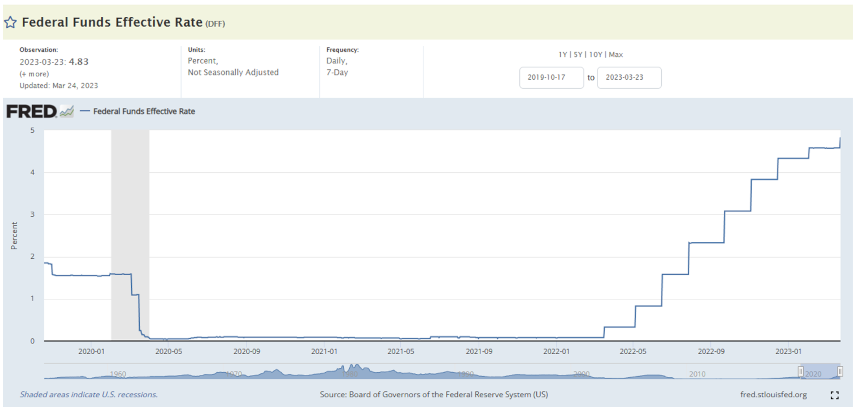 Federal Funds Effective Rate (DFF)
Observation:
2023-03-23: 4.83
(+ more)
Updated: Mar 24, 2023
Units:
Percent,
Not Seasonally Adjusted
Frequency:
Daily,
7-Day
1Y | 5Y | 10Y | Max
2019-10-17 to 2023-03-23
FRED
Federal Funds Effective Rate
Percent
5
4
3
2
1
0
2020-01 2020-05 2020-09 2021-01 2021-05 2021-09 2022-01 2022-05 2022-09 2023-01
1960 1970 1990 2000 2010 2020
Shaded areas indicate U.S. recessions.
Source: Board of Governors of the Federal Reserve System (US)
fred.stlouisfed.org